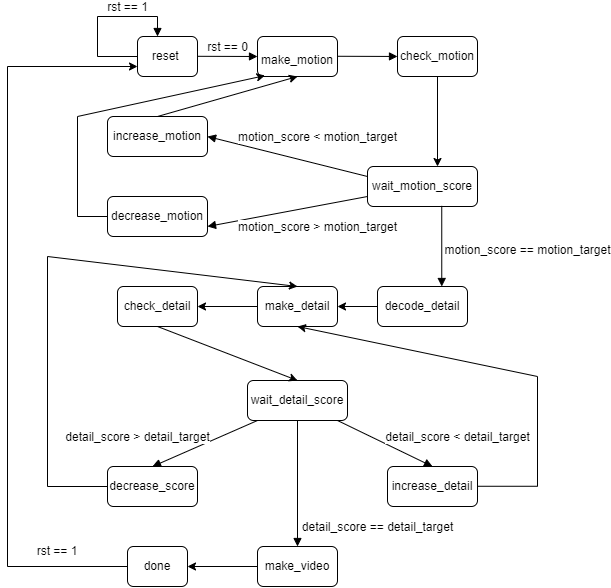 rst == 1
reset
rst == 0
make_motion
check_motion
increase_motion
motion_score < motion_target
wait_motion_score
decrease_motion
motion_score > motion_target
motion_score == motion_target
check_detail
make_detail
decode_detail
wait_detail_score
detail_score > detail_target
detail_score < detail_target
decrease_score
increase_detail
detail_score == detail_target
rst == 1
done
make_video